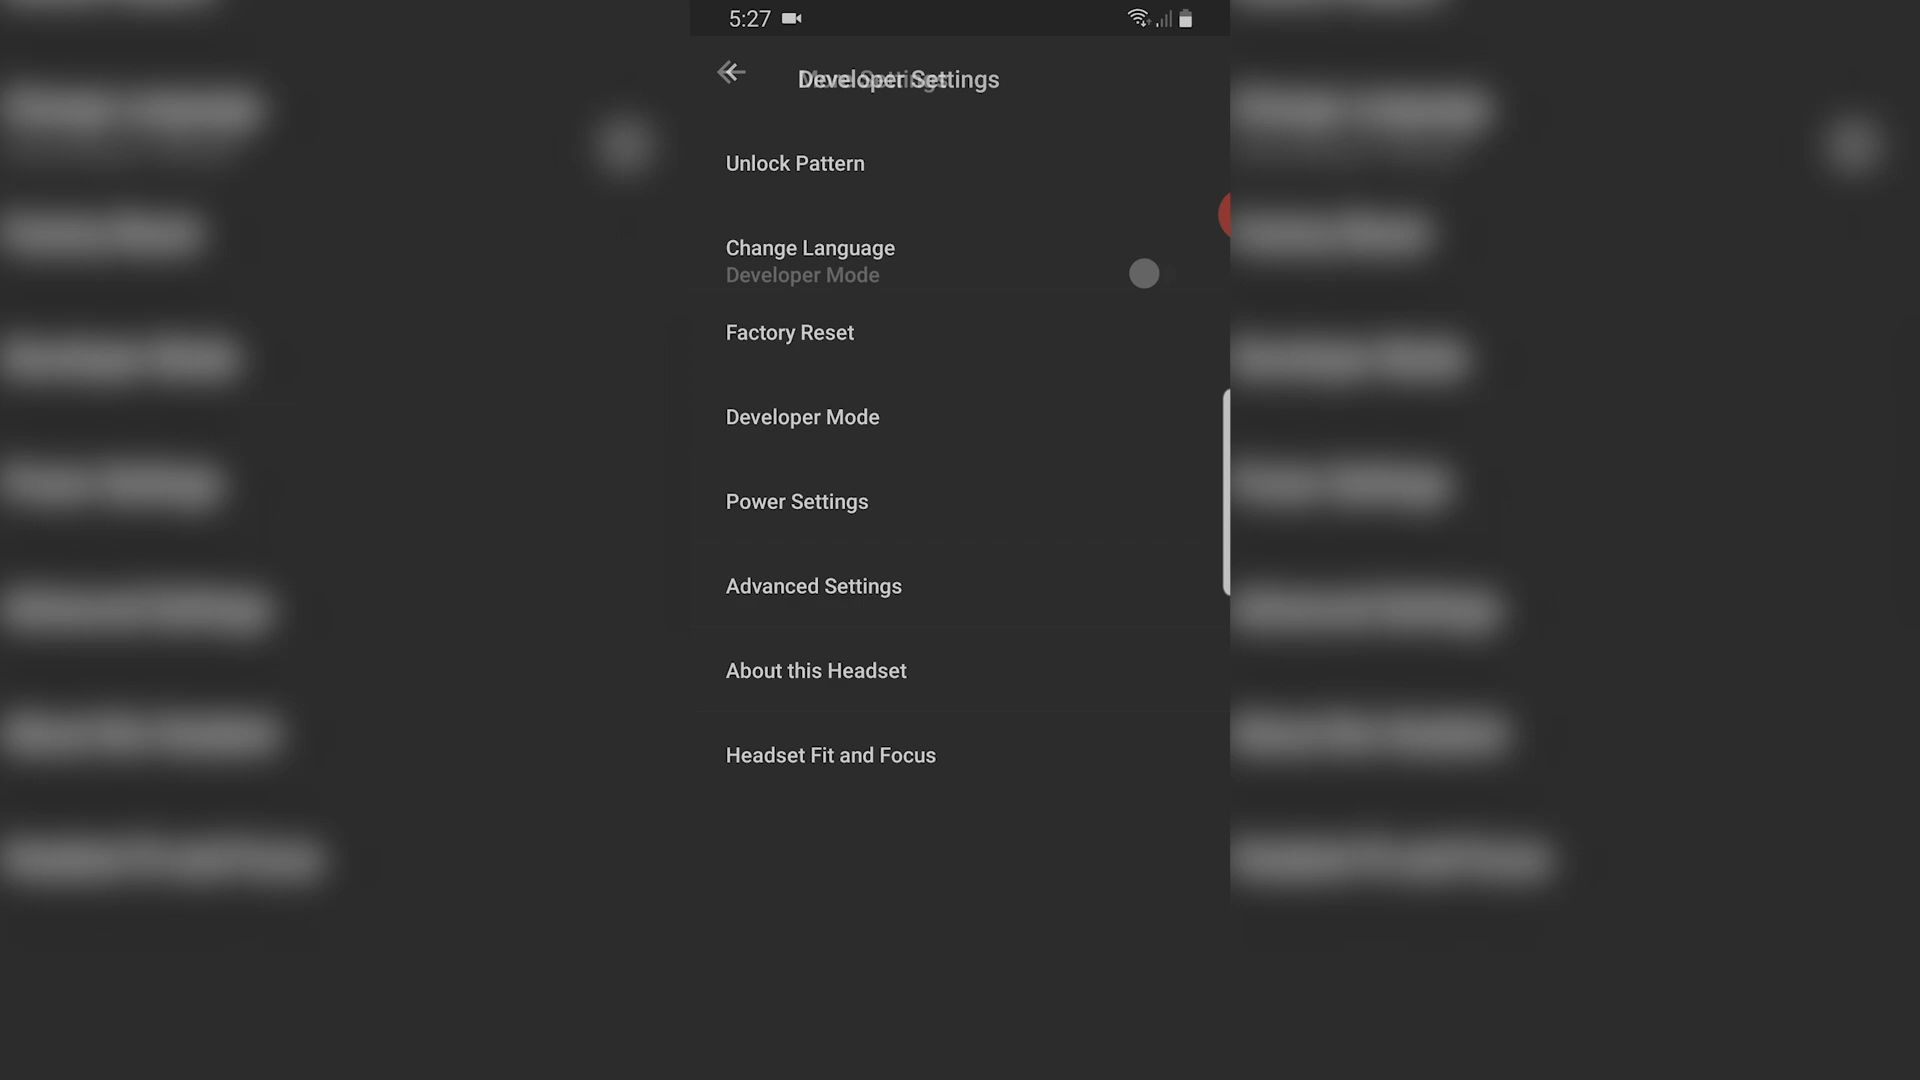 5:27
Developer Settings
Unlock Pattern
Change Language
Developer Mode
Factory Reset
Developer Mode
Power Settings
Advanced Settings
About this Headset
Headset Fit and Focus